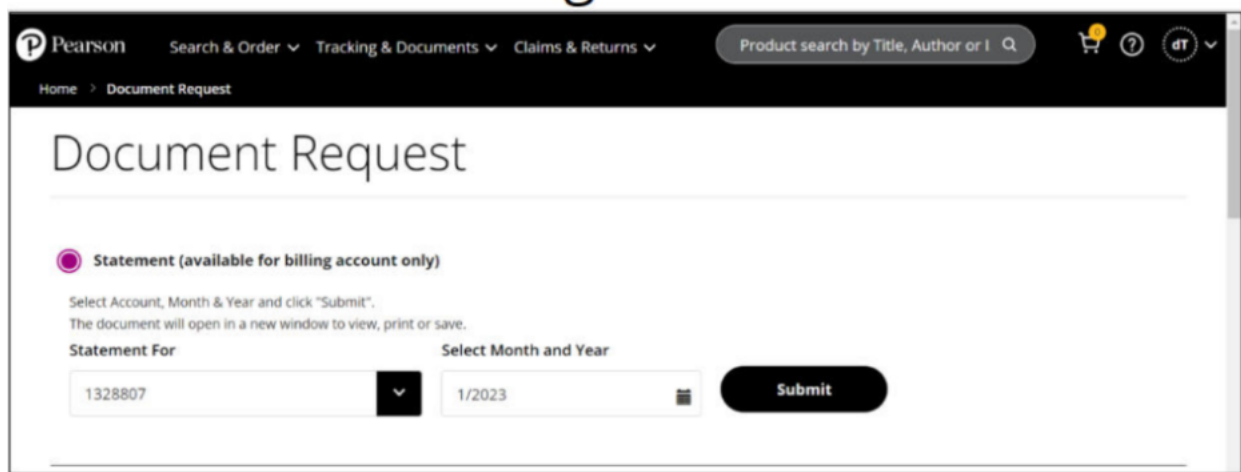 Pearson Search & Order Tracking & Documents Claims & Returns Product search by Title, Author or I 0 dT
Home > Document Request
Document Request
Statement (available for billing account only)
Select Account, Month & Year and click "Submit".
The document will open in a new window to view, print or save.
Statement For Select Month and Year
1328807 1/2023 Submit